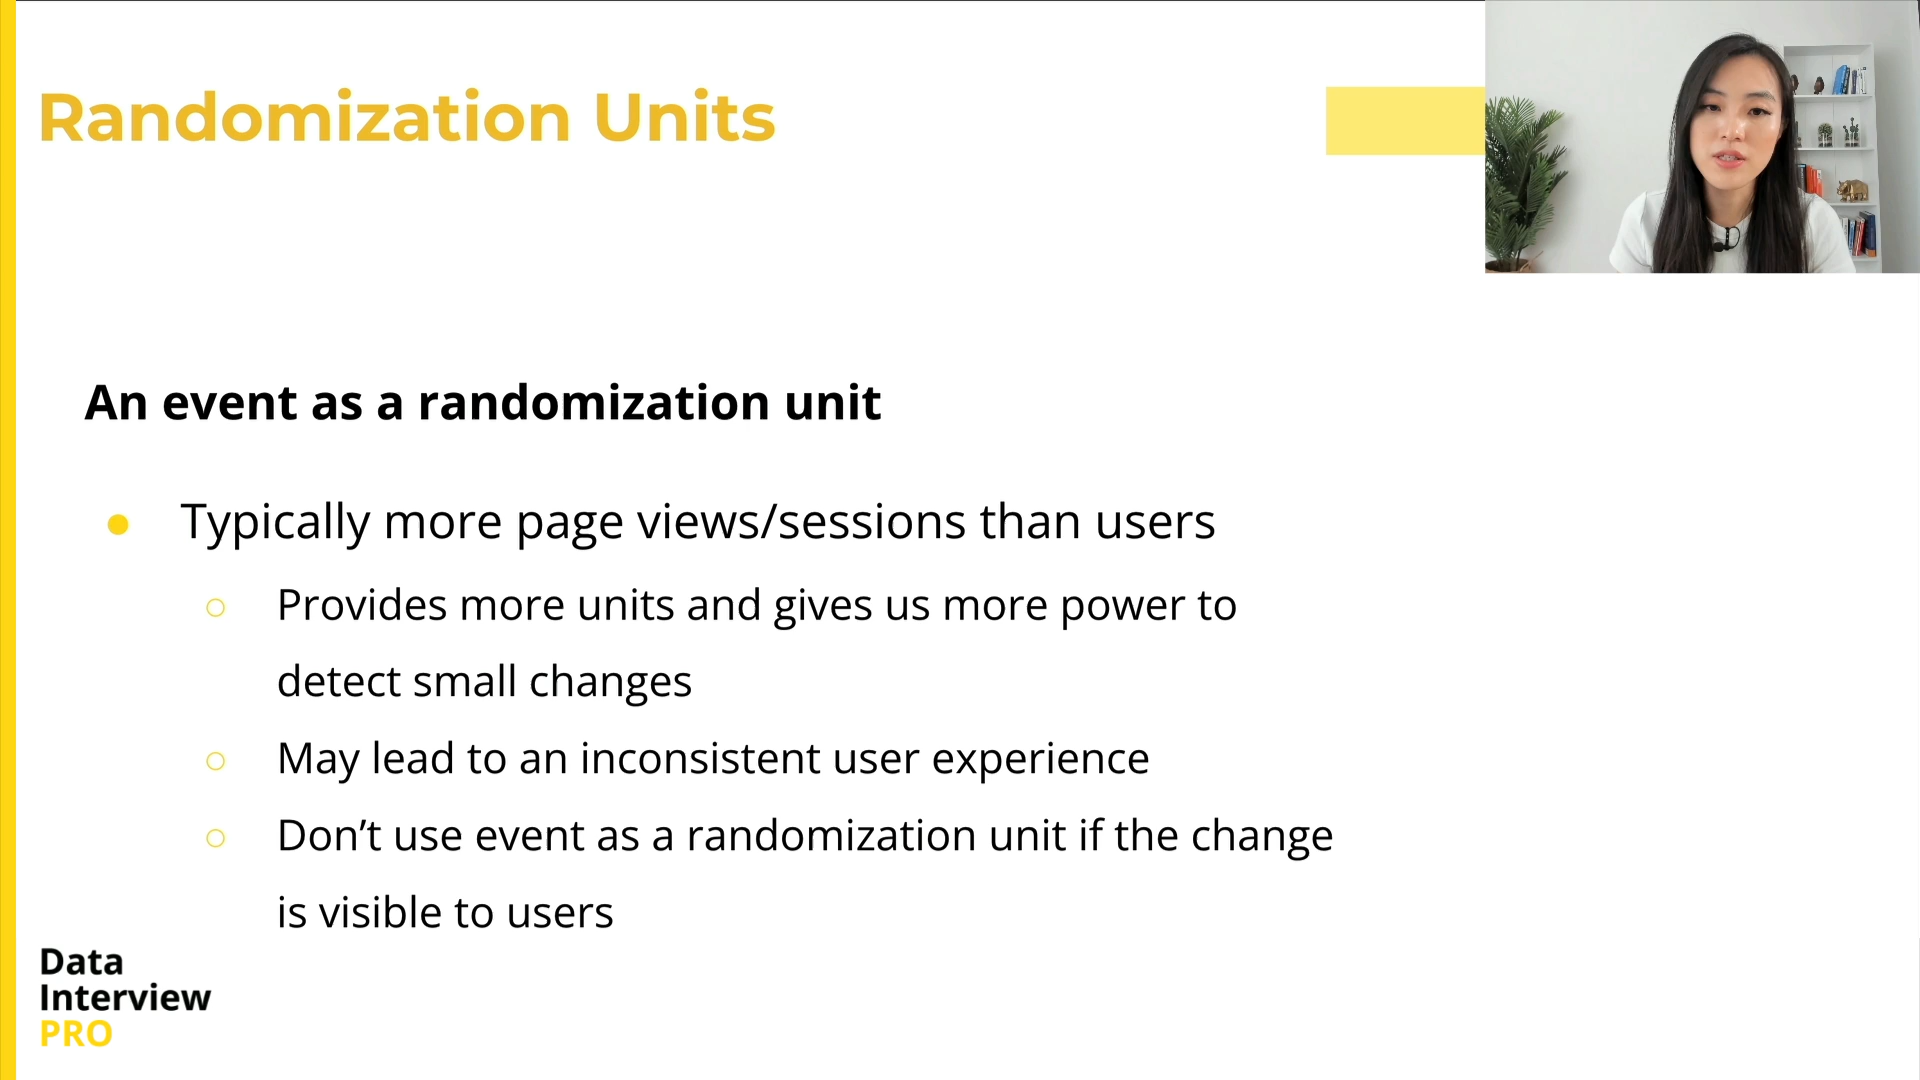 Randomization Units
An event as a randomization unit
● Typically more page views/sessions than users
○ Provides more units and gives us more power to
detect small changes
○ May lead to an inconsistent user experience
○ Don’t use event as a randomization unit if the change
is visible to users
Data
Interview
PRO